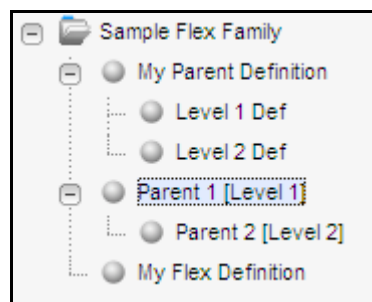 Sample Flex Family
My Parent Definition
Level 1 Def
Level 2 Def
Parent 1 [Level 1]
Parent 2 [Level 2]
My Flex Definition